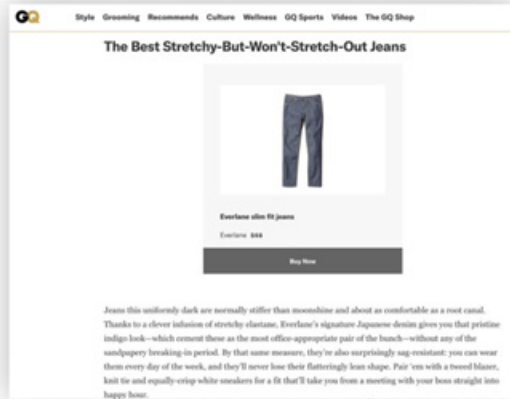 GQ
Style Grooming Recommends Culture Wellness GQ Sports Videos The GQ Shop
The Best Stretchy-But-Won't-Stretch-Out Jeans
Everlane slim fit jeans
Everlane $68
Buy Now
Jeans this uniformly dark are normally stiffer than moonshine and about as comfortable as a root canal.
Thanks to a clever infusion of stretchy elastane, Everlane's signature Japanese denim gives you that pristine
indigo look—which cement these as the most office-appropriate pair of the bunch—without any of the
sandpapery breaking-in period. By that same measure, they're also surprisingly sag-resistant: you can wear
them every day of the week, and they'll never lose their flatteringly lean shape. Pair 'em with a tweed blazer,
knit tie and equally-crisp white sneakers for a fit that'll take you from a meeting with your boss straight into
happy hour.